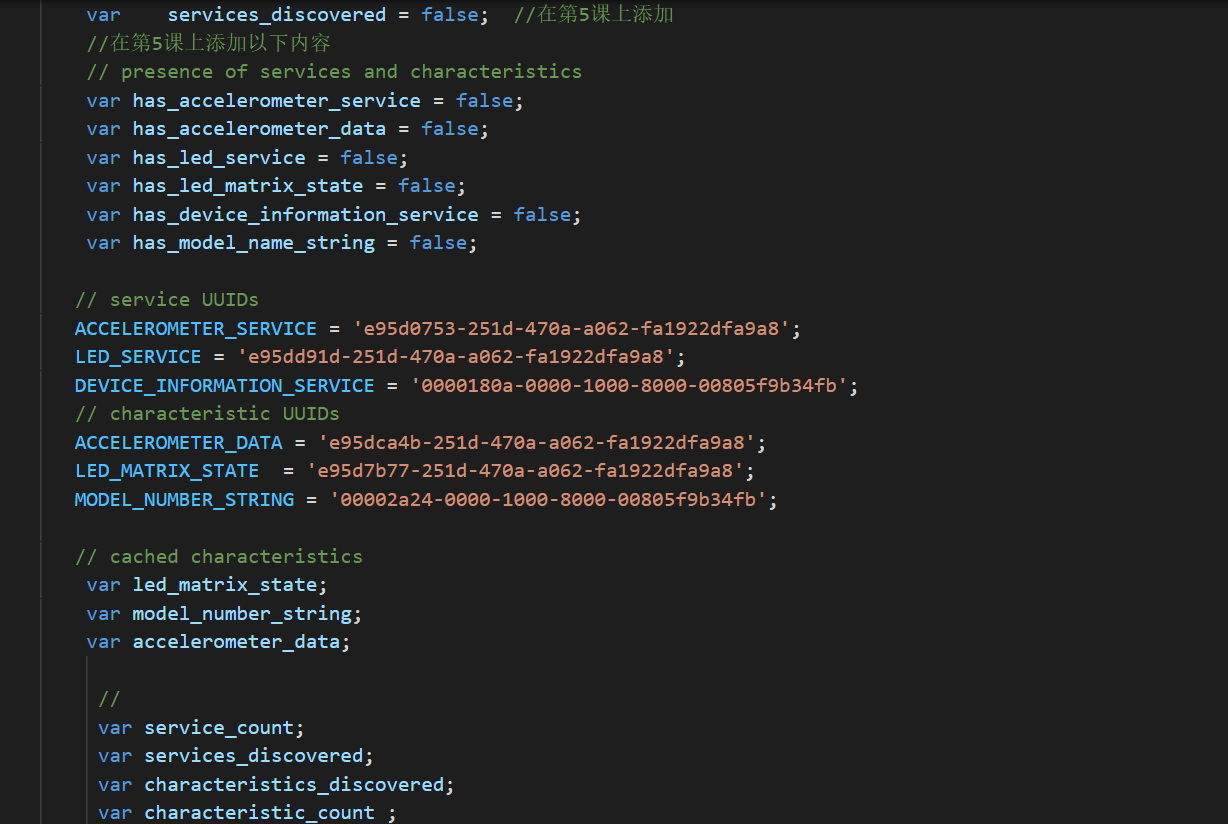 var    services_discovered = false;  //在第5课上添加
//在第5课上添加以下内容
// presence of services and characteristics
var has_accelerometer_service = false;
var has_accelerometer_data = false;
var has_led_service = false;
var has_led_matrix_state = false;
var has_device_information_service = false;
var has_model_name_string = false;
// service UUIDs
ACCELEROMETER_SERVICE = 'e95d0753-251d-470a-a062-fa1922dfa9a8';
LED_SERVICE = 'e95dd91d-251d-470a-a062-fa1922dfa9a8';
DEVICE_INFORMATION_SERVICE = '0000180a-0000-1000-8000-00805f9b34fb';
// characteristic UUIDs
ACCELEROMETER_DATA = 'e95dca4b-251d-470a-a062-fa1922dfa9a8';
LED_MATRIX_STATE  = 'e95d7b77-251d-470a-a062-fa1922dfa9a8';
MODEL_NUMBER_STRING = '00002a24-0000-1000-8000-00805f9b34fb';
// cached characteristics
var led_matrix_state;
var model_number_string;
var accelerometer_data;
//
var service_count;
var services_discovered;
var characteristics_discovered;
var characteristic_count ;